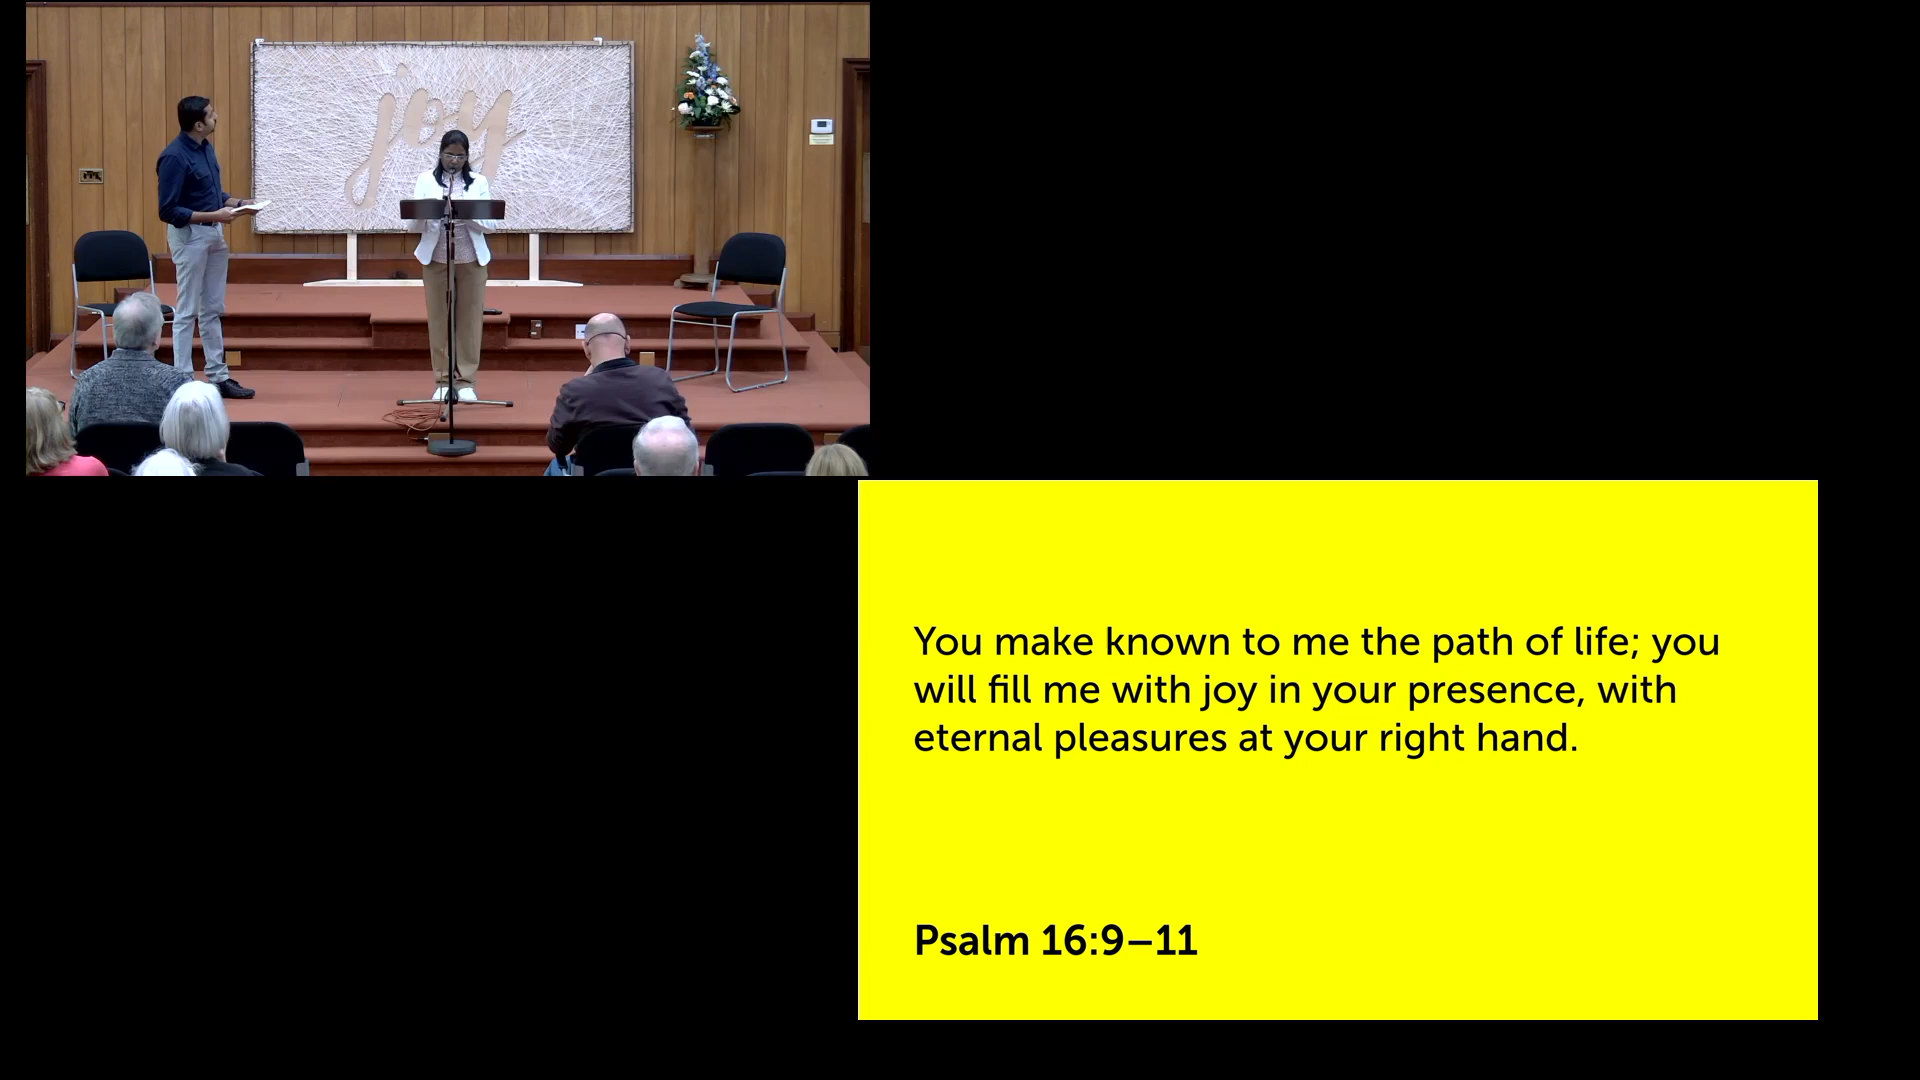 joy
You make known to me the path of life; you
will fill me with joy in your presence, with
eternal pleasures at your right hand.
Psalm 16:9–11